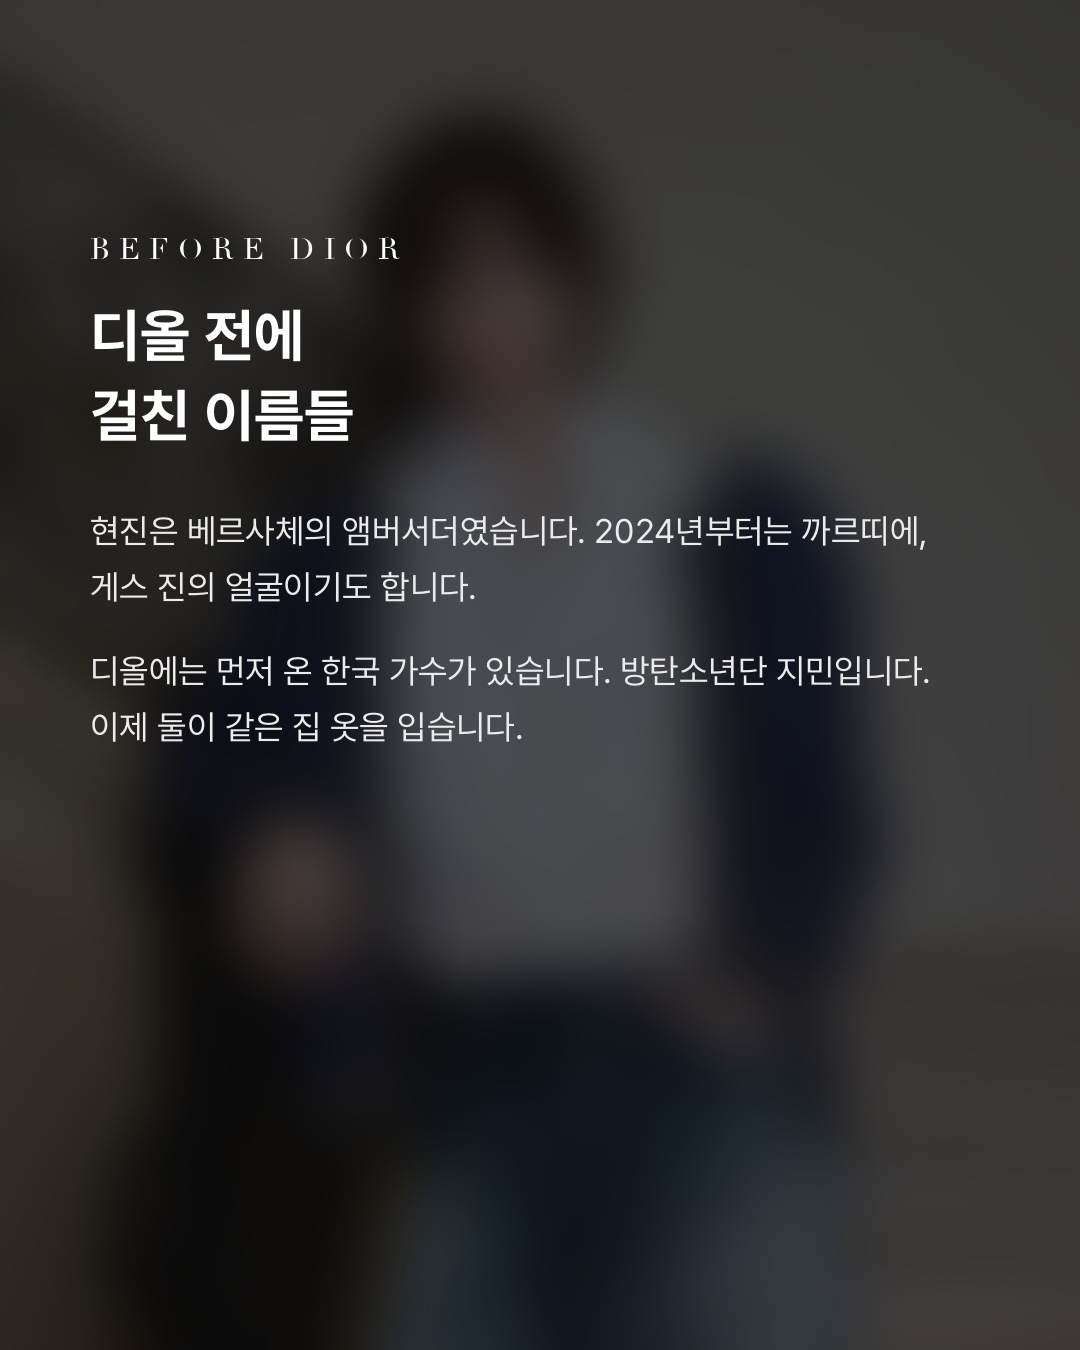 BEFORE DIOR
디올 전에
걸친 이름들
현진은 베르사체의 앰버서더였습니다. 2024년부터는 까르띠에,
게스 진의 얼굴이기도 합니다.
디올에는 먼저 온 한국 가수가 있습니다. 방탄소년단 지민입니다.
이제 둘이 같은 집 옷을 입습니다.